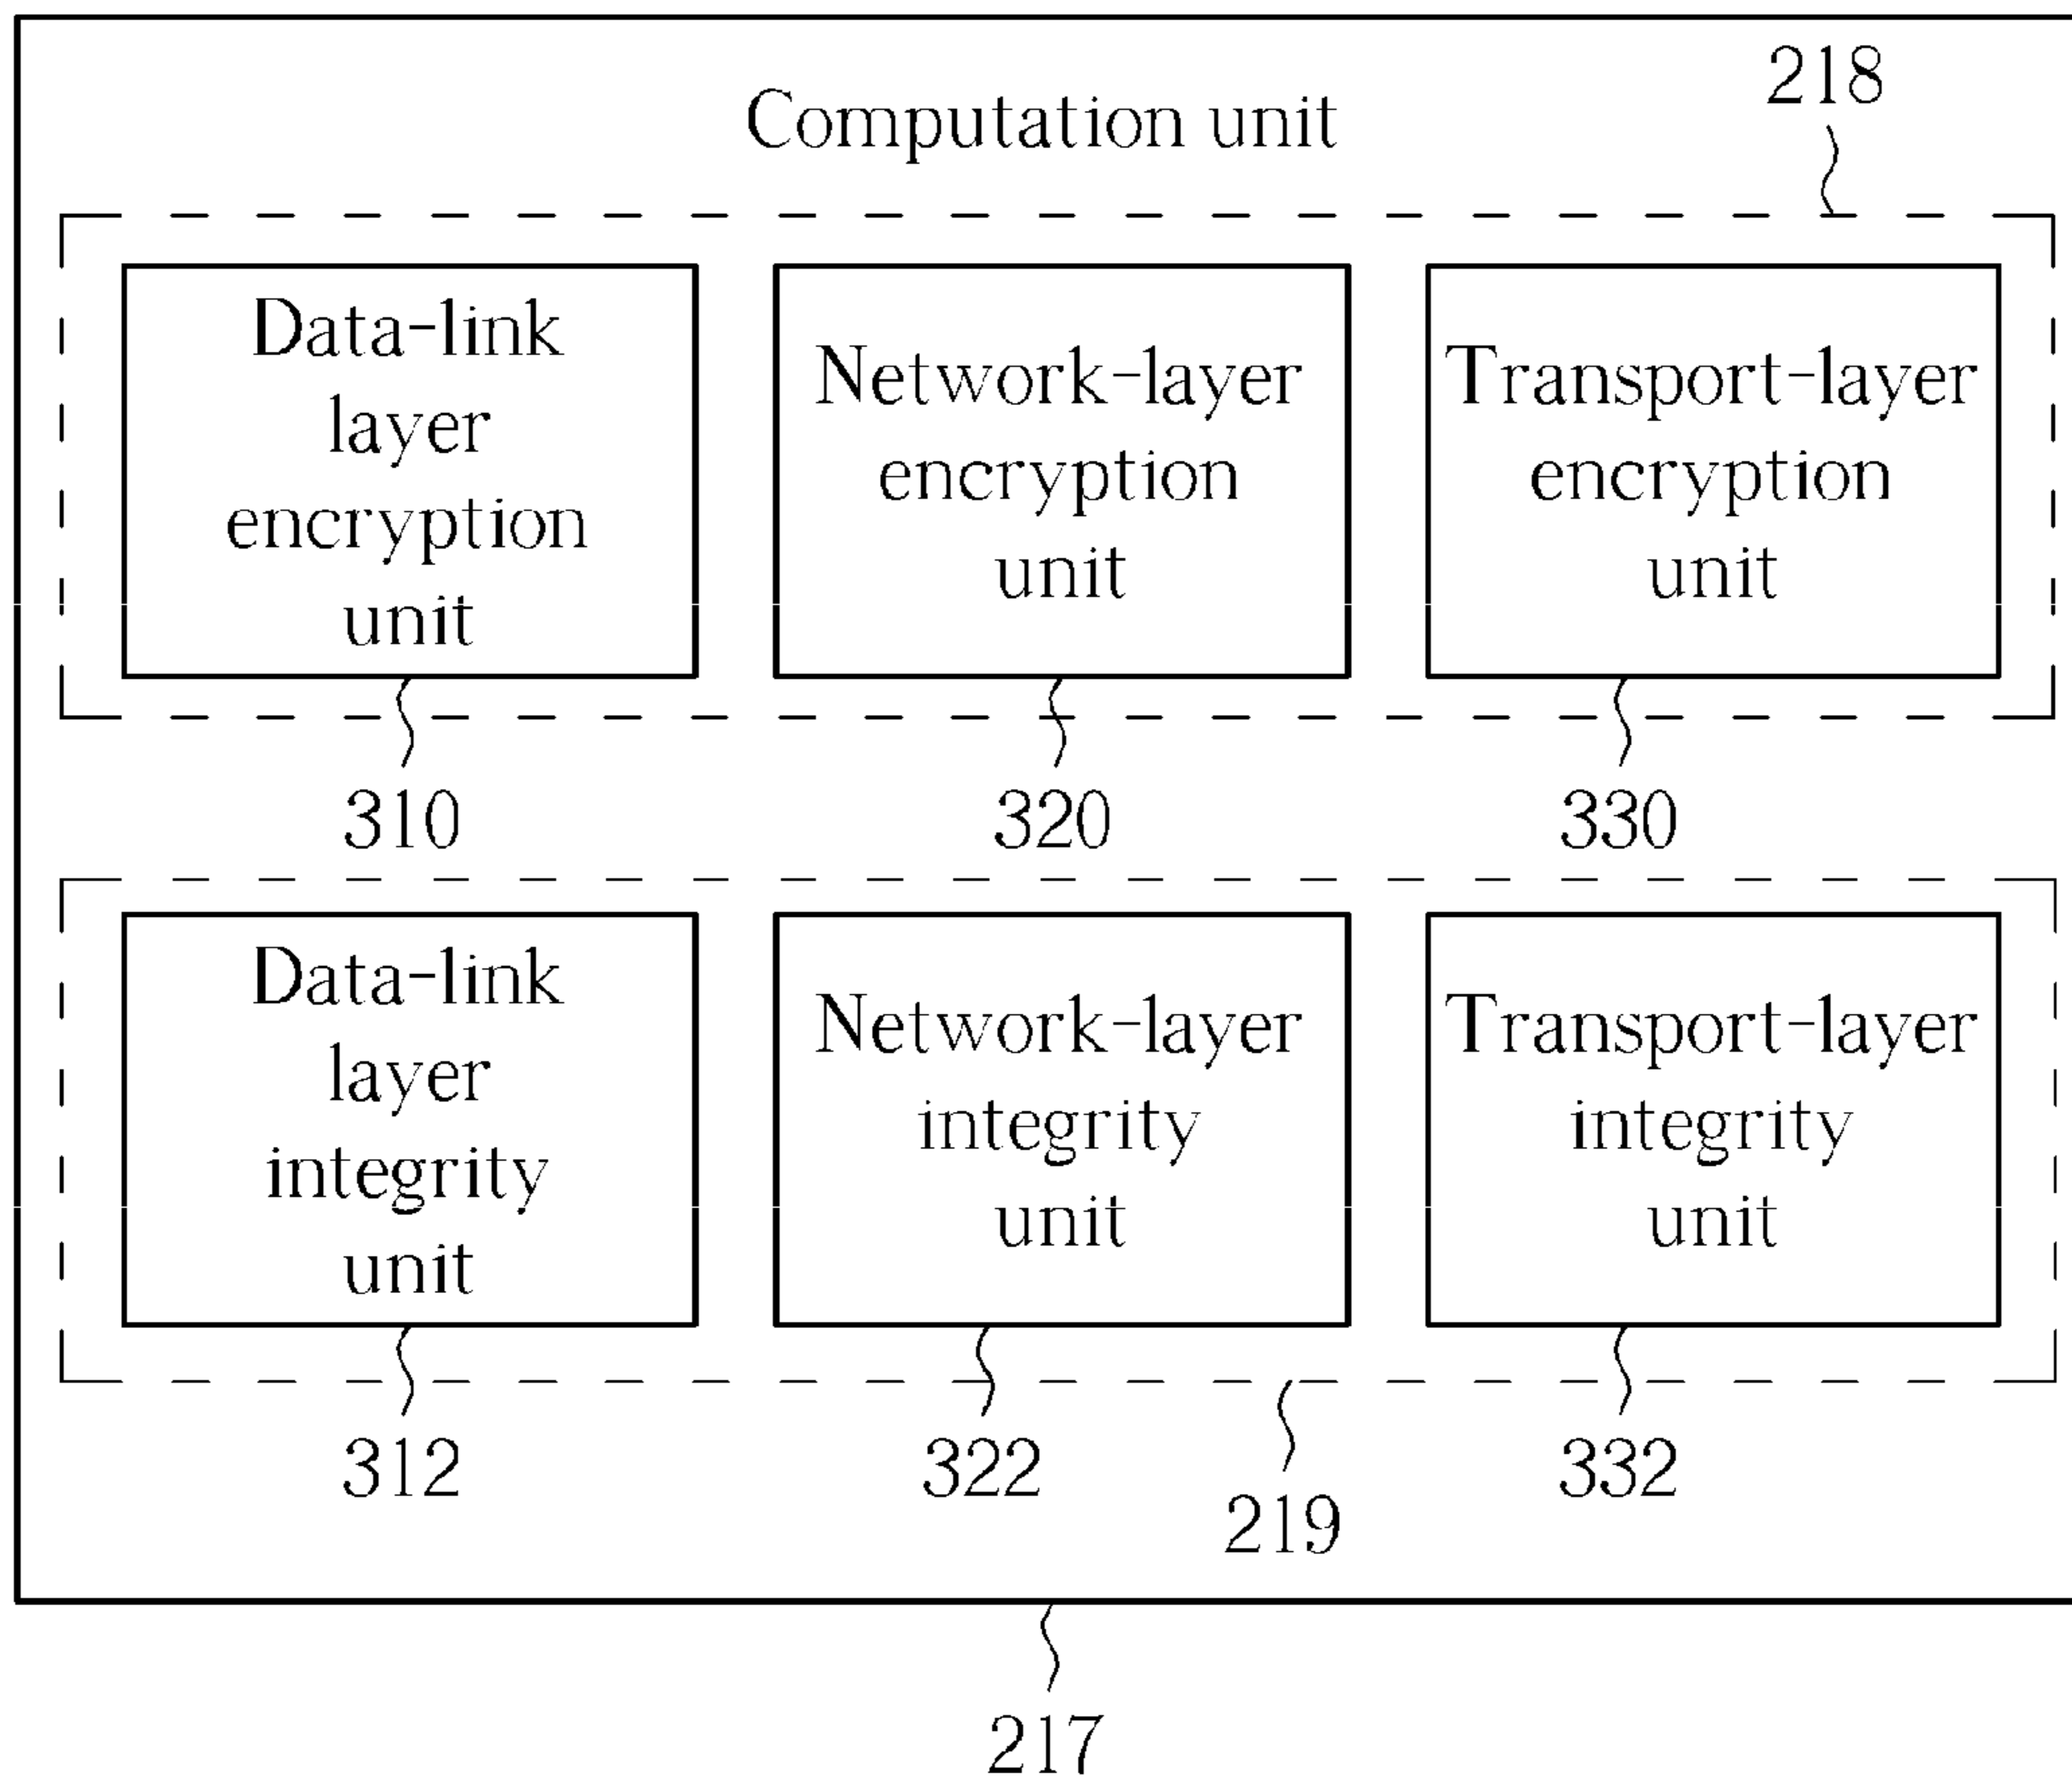 218
Computation unit
Data-link
layer
encryption
unit
Network-layer
encryption
unit
Transport-layer
encryption
unit
310
320
330
Data-link
layer
integrity
unit
Network-layer
integrity
unit
Transport-layer
integrity
unit
312
322
332
219
217